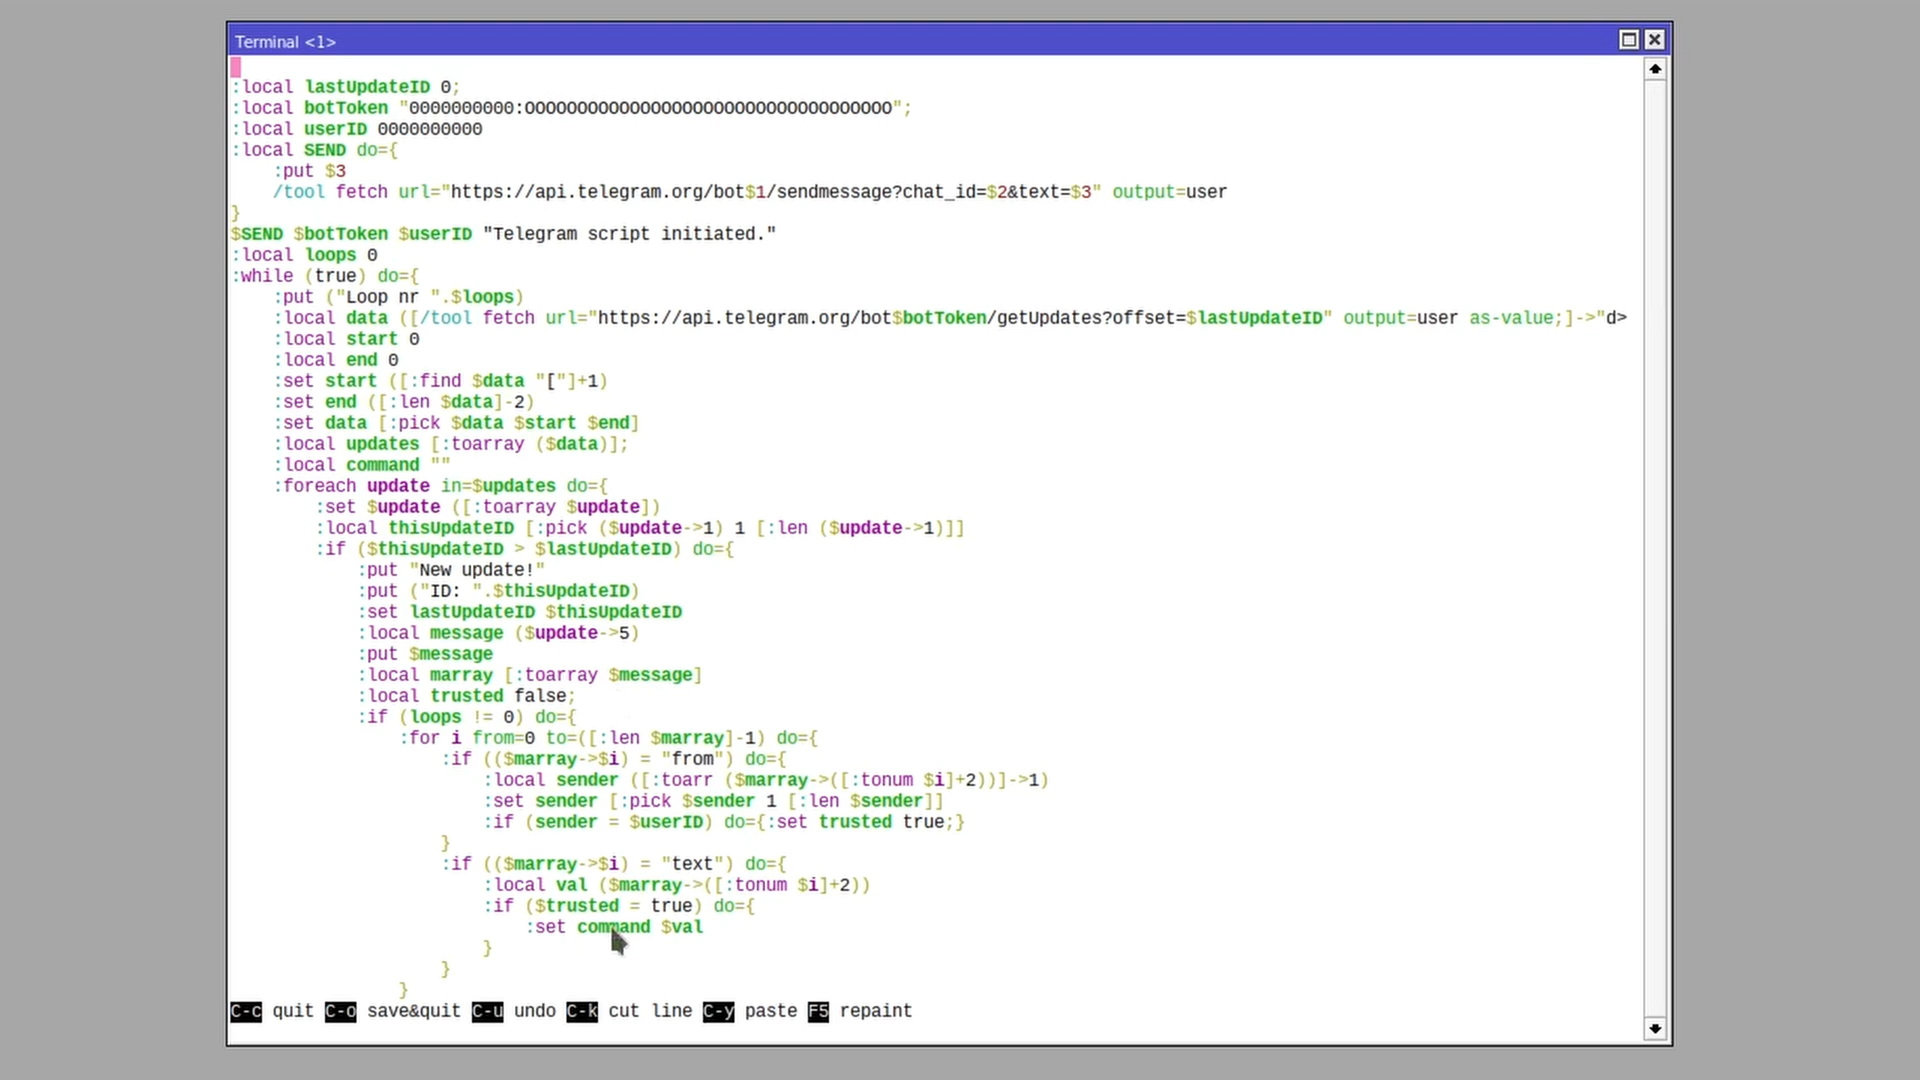 Terminal <1>
:local lastUpdateID 0;
:local botToken "0000000000:OOOOOOOOOOOOOOOOOOOOOOOOOOOOOOOOOOO";
:local userID 0000000000
:local SEND do={
    :put $3
    /tool fetch url="https://api.telegram.org/bot$1/sendmessage?chat_id=$2&text=$3" output=user
}
$SEND $botToken $userID "Telegram script initiated."
:local loops 0
:while (true) do={
    :put ("Loop nr ".$loops)
    :local data ([/tool fetch url="https://api.telegram.org/bot$botToken/getUpdates?offset=$lastUpdateID" output=user as-value;]->"d>
    :local start 0
    :local end 0
    :set start ([:find $data "["]+1)
    :set end ([:len $data]-2)
    :set data [:pick $data $start $end]
    :local updates [:toarray ($data)];
    :local command ""
    :foreach update in=$updates do={
        :set $update ([:toarray $update])
        :local thisUpdateID [:pick ($update->1) 1 [:len ($update->1)]]
        :if ($thisUpdateID > $lastUpdateID) do={
            :put "New update!"
            :put ("ID: ".$thisUpdateID)
            :set lastUpdateID $thisUpdateID
            :local message ($update->5)
            :put $message
            :local marray [:toarray $message]
            :local trusted false;
            :if (loops != 0) do={
                :for i from=0 to=([:len $marray]-1) do={
                    :if (($marray->$i) = "from") do={
                        :local sender ([:toarr ($marray->([:tonum $i]+2))]->1)
                        :set sender [:pick $sender 1 [:len $sender]]
                        :if (sender = $userID) do={:set trusted true;}
                    }
                    :if (($marray->$i) = "text") do={
                        :local val ($marray->([:tonum $i]+2))
                        :if ($trusted = true) do={
                            :set command $val
                        }
                    }
                }
C-c quit C-o save&quit C-u undo C-k cut line C-y paste F5 repaint